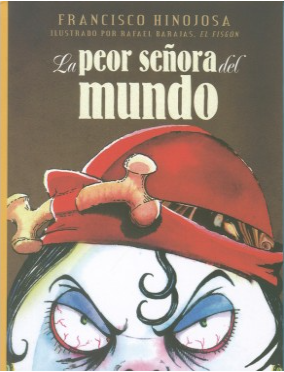 FRANCISCO HINOJOSA
ILUSTRADO POR RAFAEL BARAJAS, EL FISGÓN
La peor señora del
mundo